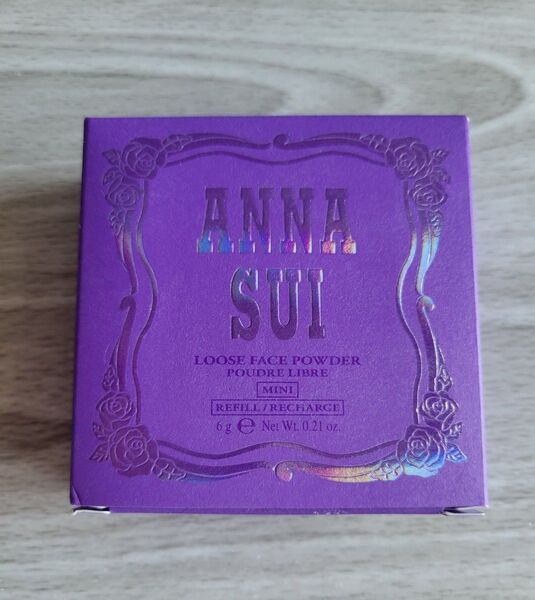 ANNA
SUI
LOOSE FACE POWDER
POUDRE LIBRE
MINI
REFILL/RECHARGE
6 g ℮ Net Wt. 0.21 oz.